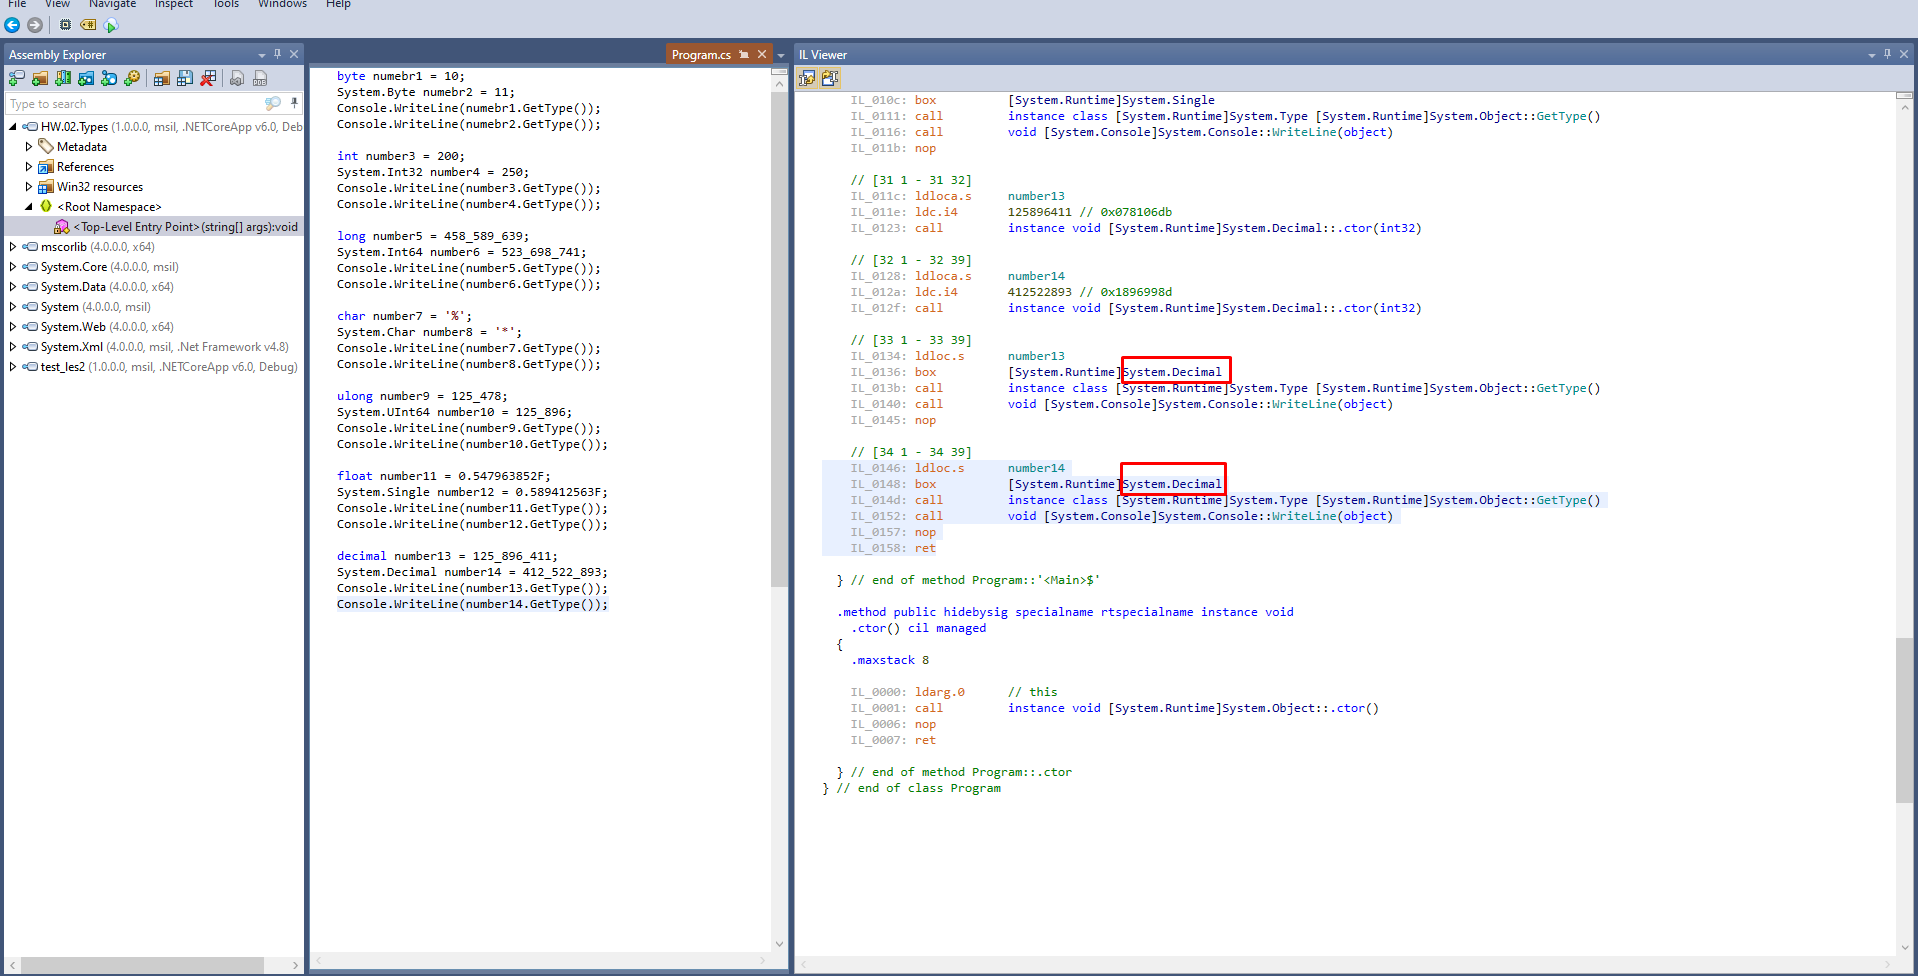 File View Navigate Inspect Tools Windows Help
Assembly Explorer
Type to search
HW.02.Types (1.0.0.0, msil, .NETCoreApp v6.0, Deb
Metadata
References
Win32 resources
<Root Namespace>
<Top-Level Entry Point>(string[] args):void
mscorlib (4.0.0.0, x64)
System.Core (4.0.0.0, msil)
System.Data (4.0.0.0, x64)
System (4.0.0.0, msil)
System.Web (4.0.0.0, x64)
System.Xml (4.0.0.0, msil, .Net Framework v4.8)
test_les2 (1.0.0.0, msil, .NETCoreApp v6.0, Debug)
Program.cs
byte numebr1 = 10;
System.Byte numebr2 = 11;
Console.WriteLine(numebr1.GetType());
Console.WriteLine(numebr2.GetType());
int number3 = 200;
System.Int32 number4 = 250;
Console.WriteLine(number3.GetType());
Console.WriteLine(number4.GetType());
long number5 = 458_589_639;
System.Int64 number6 = 523_698_741;
Console.WriteLine(number5.GetType());
Console.WriteLine(number6.GetType());
char number7 = '%';
System.Char number8 = '*';
Console.WriteLine(number7.GetType());
Console.WriteLine(number8.GetType());
ulong number9 = 125_478;
System.UInt64 number10 = 125_896;
Console.WriteLine(number9.GetType());
Console.WriteLine(number10.GetType());
float number11 = 0.547963852F;
System.Single number12 = 0.589412563F;
Console.WriteLine(number11.GetType());
Console.WriteLine(number12.GetType());
decimal number13 = 125_896_411;
System.Decimal number14 = 412_522_893;
Console.WriteLine(number13.GetType());
Console.WriteLine(number14.GetType());
IL Viewer
IL_010c: box [System.Runtime]System.Single
IL_0111: call instance class [System.Runtime]System.Type [System.Runtime]System.Object::GetType()
IL_0116: call void [System.Console]System.Console::WriteLine(object)
IL_011b: nop
// [31 1 - 31 32]
IL_011c: ldloca.s number13
IL_011e: ldc.i4 125896411 // 0x078106db
IL_0123: call instance void [System.Runtime]System.Decimal::.ctor(int32)
// [32 1 - 32 39]
IL_0128: ldloca.s number14
IL_012a: ldc.i4 412522893 // 0x1896998d
IL_012f: call instance void [System.Runtime]System.Decimal::.ctor(int32)
// [33 1 - 33 39]
IL_0134: ldloc.s number13
IL_0136: box [System.Runtime]System.Decimal
IL_013b: call instance class [System.Runtime]System.Type [System.Runtime]System.Object::GetType()
IL_0140: call void [System.Console]System.Console::WriteLine(object)
IL_0145: nop
// [34 1 - 34 39]
IL_0146: ldloc.s number14
IL_0148: box [System.Runtime]System.Decimal
IL_014d: call instance class [System.Runtime]System.Type [System.Runtime]System.Object::GetType()
IL_0152: call void [System.Console]System.Console::WriteLine(object)
IL_0157: nop
IL_0158: ret
} // end of method Program::'<Main>$'
.method public hidebysig specialname rtspecialname instance void
.ctor() cil managed
{
.maxstack 8
IL_0000: ldarg.0 // this
IL_0001: call instance void [System.Runtime]System.Object::.ctor()
IL_0006: nop
IL_0007: ret
} // end of method Program::.ctor
} // end of class Program